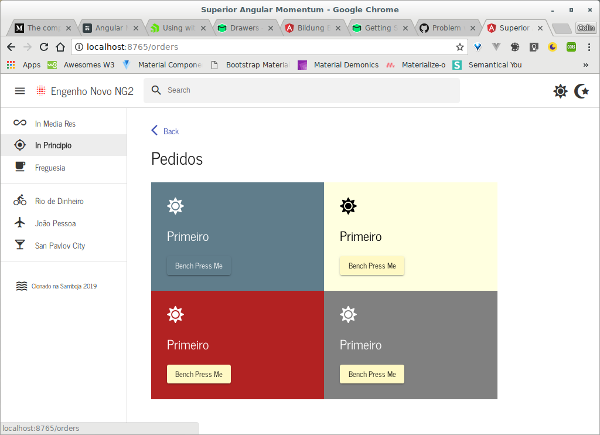 Superior Angular Momentum - Google Chrome
The comp
Angular
Using wi
Drawers
Bildung
Getting S
Problem
Superior
Colin
localhost:8765/orders
Apps
Awesomes W3
Material Compone
Bootstrap Materia
Material Demonics
Materialize-o
Semantical You
»
Engenho Novo NG2
Search
In Media Res
In Princípio
Freguesia
Rio de Dinheiro
João Pessoa
San Pavlov City
Donado na Samboja 2019
Back
Pedidos
Primeiro
Bench Press Me
Primeiro
Bench Press Me
Primeiro
Bench Press Me
Primeiro
Bench Press Me
localhost:8765/orders